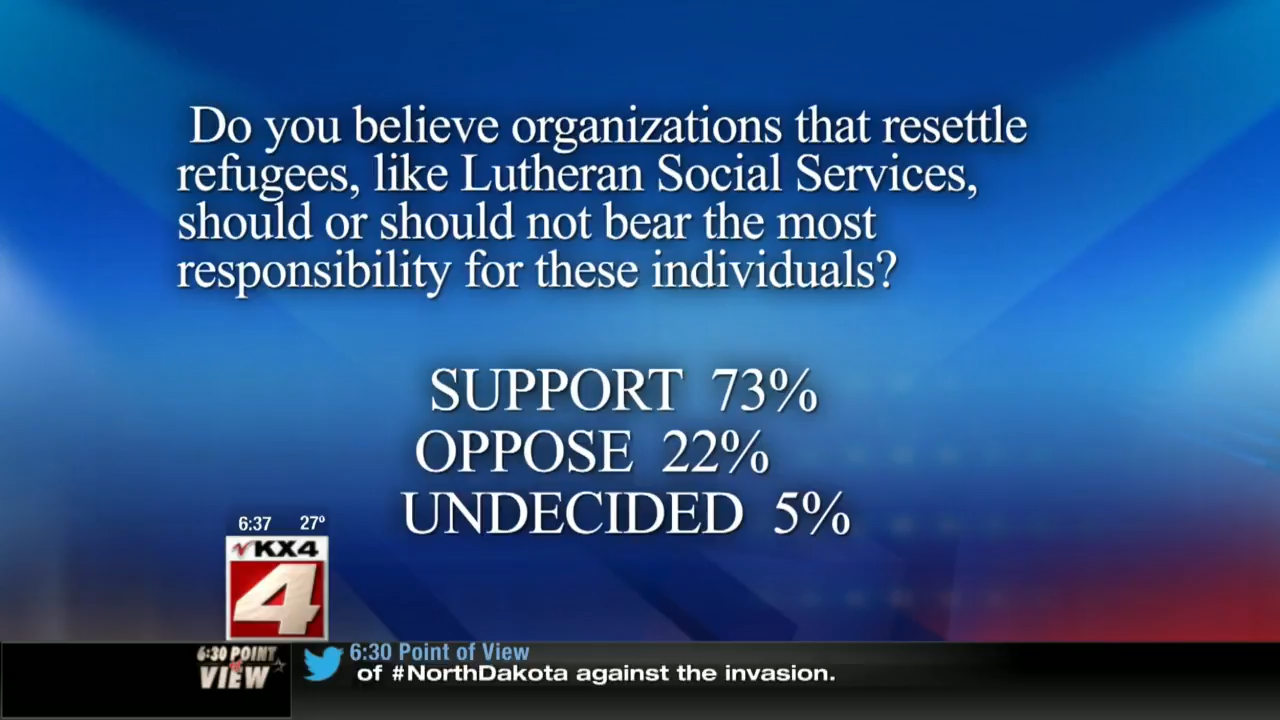 Do you believe organizations that resettle
refugees, like Lutheran Social Services,
should or should not bear the most
responsibility for these individuals?
SUPPORT 73%
OPPOSE 22%
UNDECIDED 5%
6:37 27°
KX4
4
6:30 POINT
of
VIEW
6:30 Point of View
of #NorthDakota against the invasion.